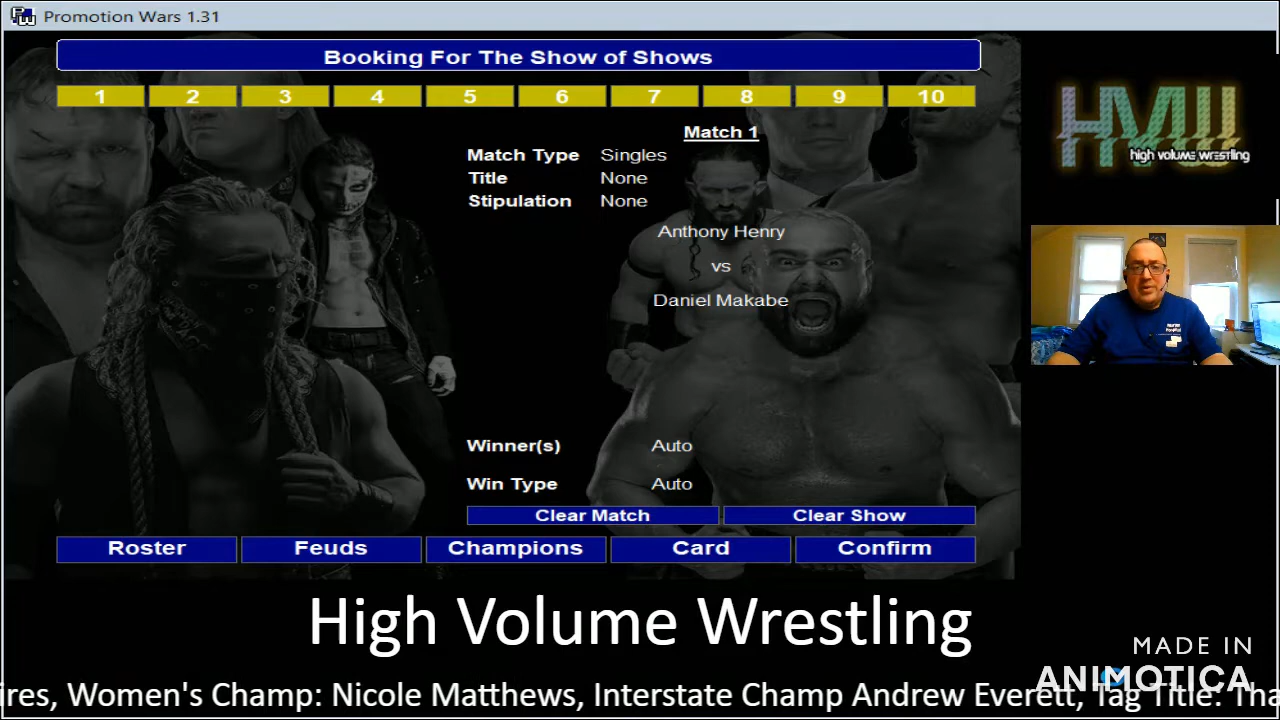 Promotion Wars 1.31
Booking For The Show of Shows
1 2 3 4 5 6 7 8 9 10
Match 1
Match Type Singles
Title None
Stipulation None
Anthony Henry
vs
Daniel Makabe
Winner(s) Auto
Win Type Auto
Clear Match Clear Show
Roster Feuds Champions Card Confirm
HVW
high volume wrestling
High Volume Wrestling
MADE IN
ANIMOTICA
ires, Women's Champ: Nicole Matthews, Interstate Champ Andrew Everett, Tag Title: Tha